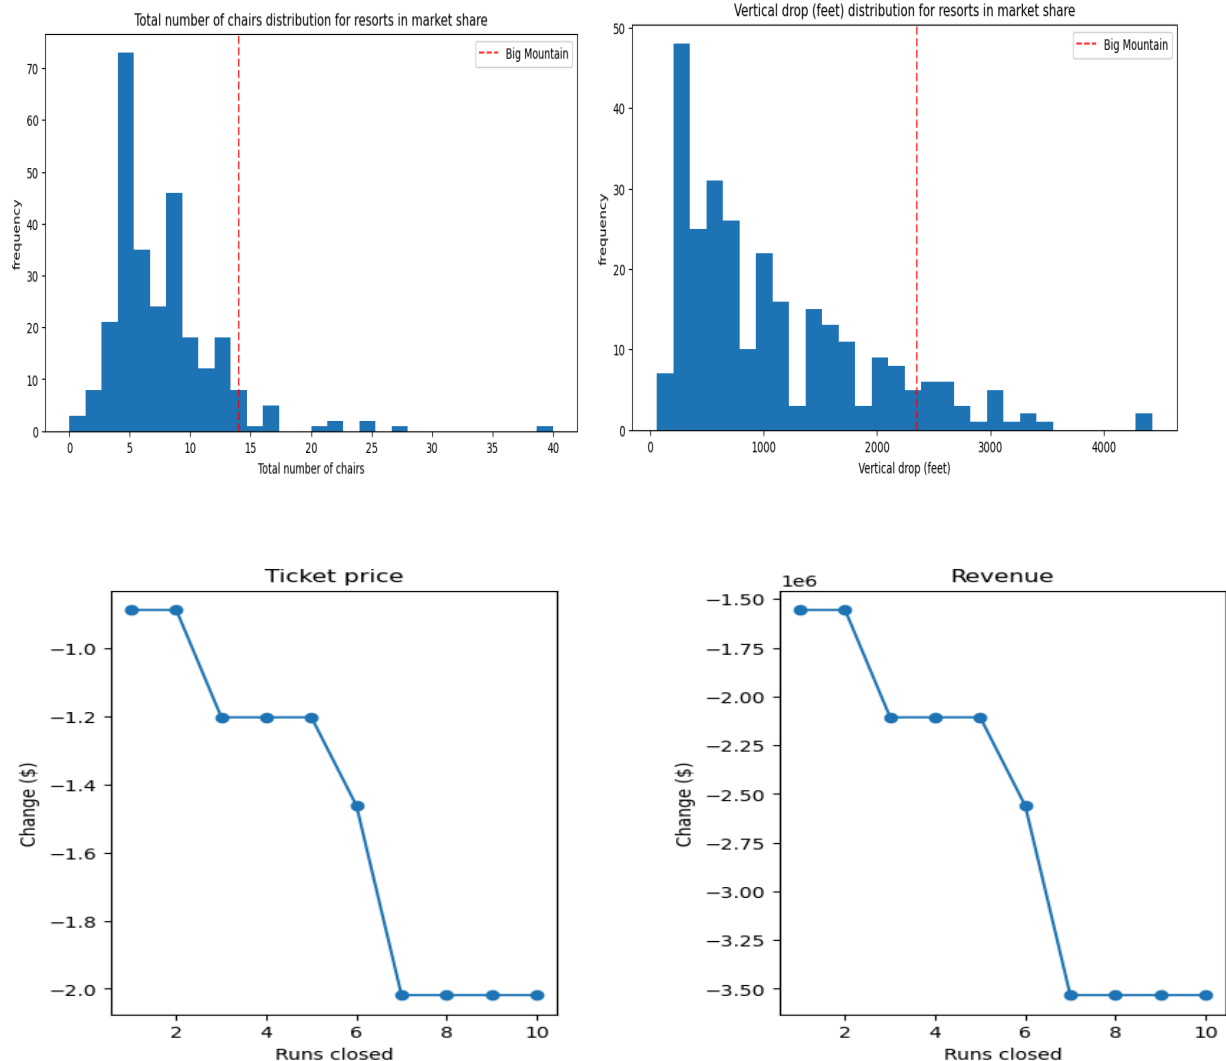 Total number of chairs distribution for resorts in market share
Big Mountain
frequency
70
60
50
40
30
20
10
0
0 5 10 15 20 25 30 35 40
Total number of chairs
Vertical drop (feet) distribution for resorts in market share
Big Mountain
frequency
50
40
30
20
10
0
0 1000 2000 3000 4000
Vertical drop (feet)
Ticket price
Change ($)
−1.0
−1.2
−1.4
−1.6
−1.8
−2.0
2 4 6 8 10
Runs closed
Revenue
1e6
Change ($)
−1.50
−1.75
−2.00
−2.25
−2.50
−2.75
−3.00
−3.25
−3.50
2 4 6 8 10
Runs closed